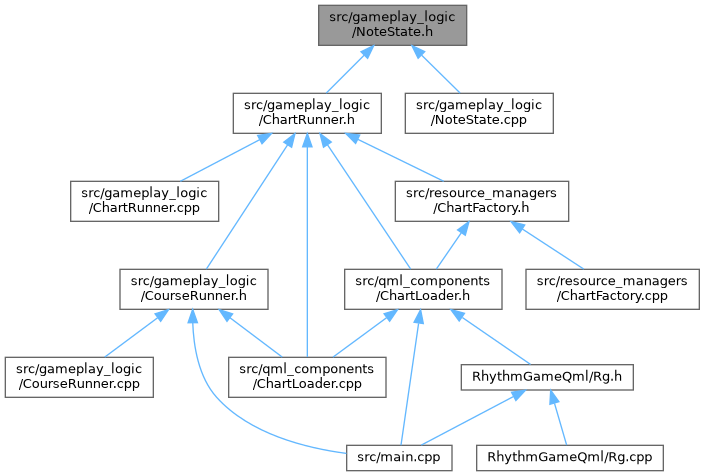 src/gameplay_logic
/NoteState.h
src/gameplay_logic
/ChartRunner.h
src/gameplay_logic
/NoteState.cpp
src/gameplay_logic
/ChartRunner.cpp
src/resource_managers
/ChartFactory.h
src/gameplay_logic
/CourseRunner.h
src/qml_components
/ChartLoader.h
src/resource_managers
/ChartFactory.cpp
src/gameplay_logic
/CourseRunner.cpp
src/qml_components
/ChartLoader.cpp
RhythmGameQml/Rg.h
src/main.cpp
RhythmGameQml/Rg.cpp